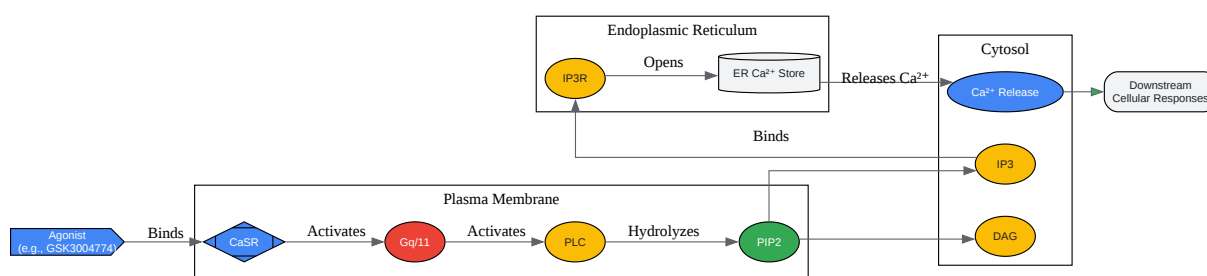 Endoplasmic Reticulum
IP3R
Opens
ER Ca²⁺ Store
Releases Ca²⁺
Cytosol
Ca²⁺ Release
Downstream
Cellular Responses
Binds
IP3
Plasma Membrane
Agonist
(e.g., GSK3004774)
Binds
CaSR
Activates
Gq/11
Activates
PLC
Hydrolyzes
PIP2
DAG